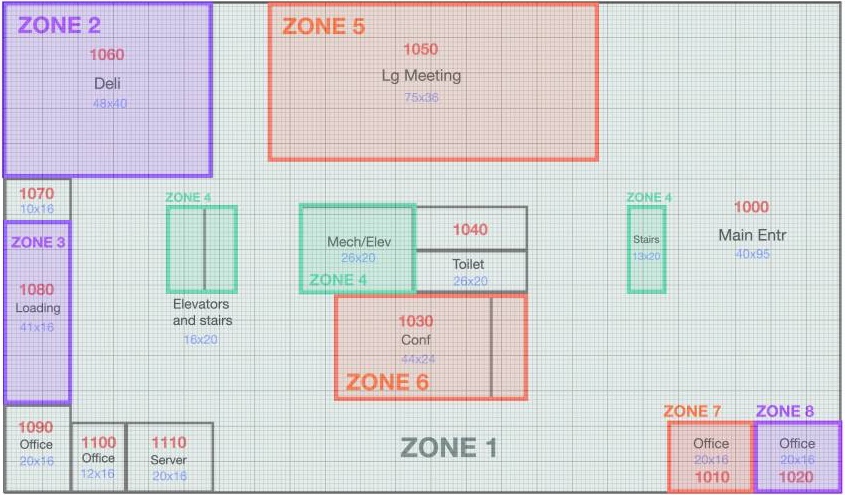 ZONE 2
1060
Deli
48x40
ZONE 5
1050
Lg Meeting
75x36
1070
10x16
ZONE 3
1080
Loading
41x16
ZONE 4
Elevators
and stairs
16x20
Mech/Elev
26x20
ZONE 4
1040
Toilet
26x20
1030
Conf
44x24
ZONE 6
ZONE 4
Stairs
13x20
1000
Main Entr
40x95
1090
Office
20x16
1100
Office
12x16
1110
Server
20x16
ZONE 1
ZONE 7
Office
20x16
1010
ZONE 8
Office
20x16
1020